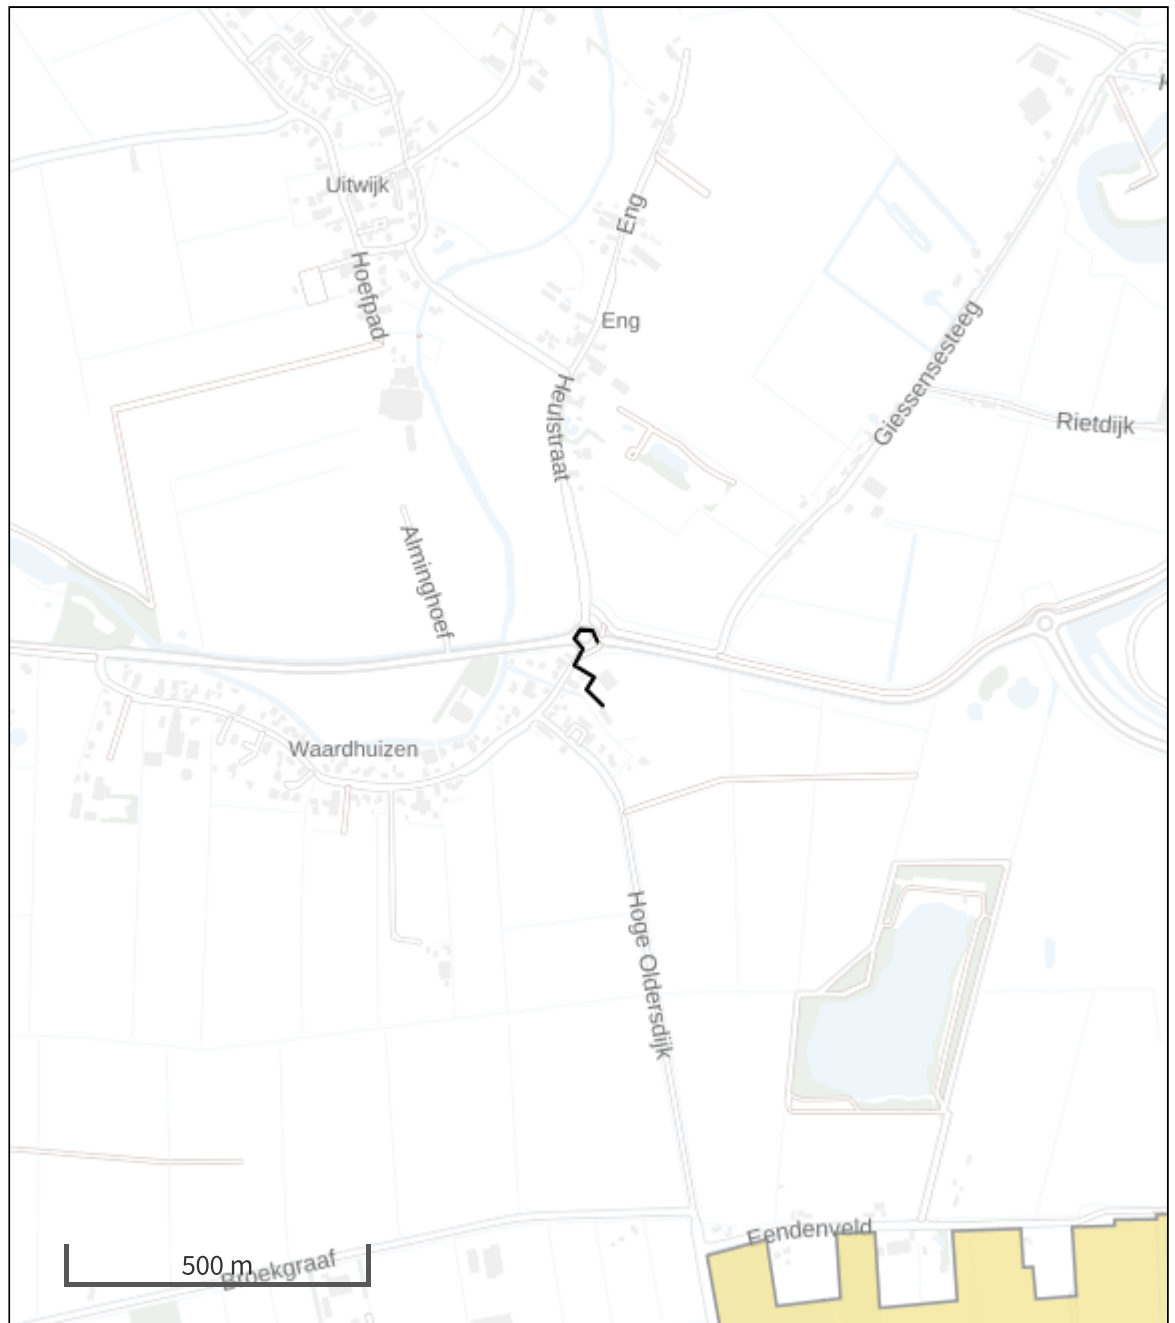 Uitwijk
Eng
Hoefpad
Eng
Giessensesteeg
Heulstraat
Rietdijk
Alminghoef
Waardhuizen
Hoge Oldersdijk
Eendenveld
500 m
Broekgraaf